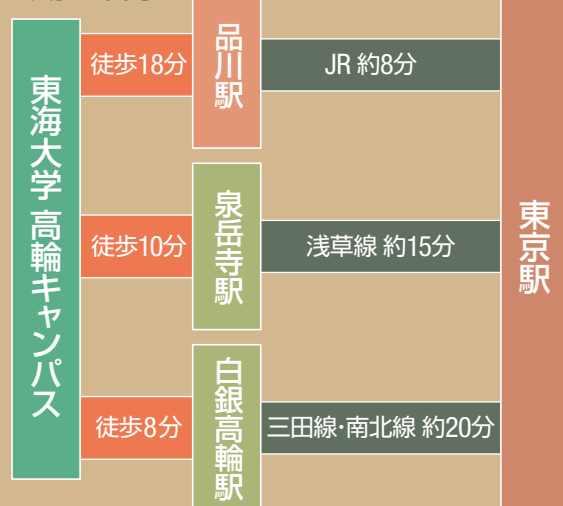 東海大学 高輪キャンパス
徒歩18分
品川駅
JR 約8分
徒歩10分
泉岳寺駅
浅草線 約15分
徒歩8分
白銀高輪駅
三田線・南北線 約20分
東京駅